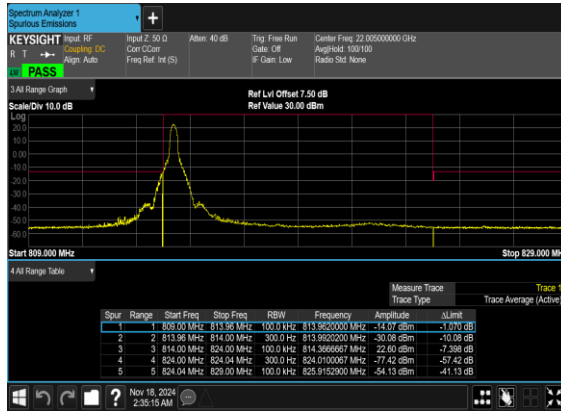 Spectrum Analyzer 1
Spurious Emissions
+
KEYSIGHT Input: RF Input Z: 50 Ω Atten: 40 dB Trig: Free Run Center Freq: 22.005000000 GHz
R T Coupling: DC Corr CCorr Gate: Off Avg|Hold: 100/100
Align: Auto Freq Ref: Int (S) IF Gain: Low Radio Std: None
PASS
3 All Range Graph
Ref Lvl Offset 7.50 dB
Scale/Div 10.0 dB Ref Value 30.00 dBm
Log
20.0
10.0
0.00
-10.0
-20.0
-30.0
-40.0
-50.0
-60.0
Start 809.000 MHz Stop 829.000 MHz
4 All Range Table
Measure Trace Trace 1
Trace Type Trace Average (Active)
Spur Range Start Freq Stop Freq RBW Frequency Amplitude ΔLimit
1 1 809.00 MHz 813.96 MHz 100.0 kHz 813.9620000 MHz -14.07 dBm -1.070 dB
2 2 813.96 MHz 814.00 MHz 300.0 Hz 813.9920000 MHz -30.08 dBm -10.08 dB
3 3 814.00 MHz 824.00 MHz 100.0 kHz 814.3666667 MHz 22.60 dBm -7.398 dB
4 4 824.00 MHz 824.04 MHz 300.0 Hz 824.0100067 MHz -77.42 dBm -57.42 dB
5 5 824.04 MHz 829.00 MHz 100.0 kHz 825.9152900 MHz -54.13 dBm -41.13 dB
? Nov 18, 2024
2:35:15 AM